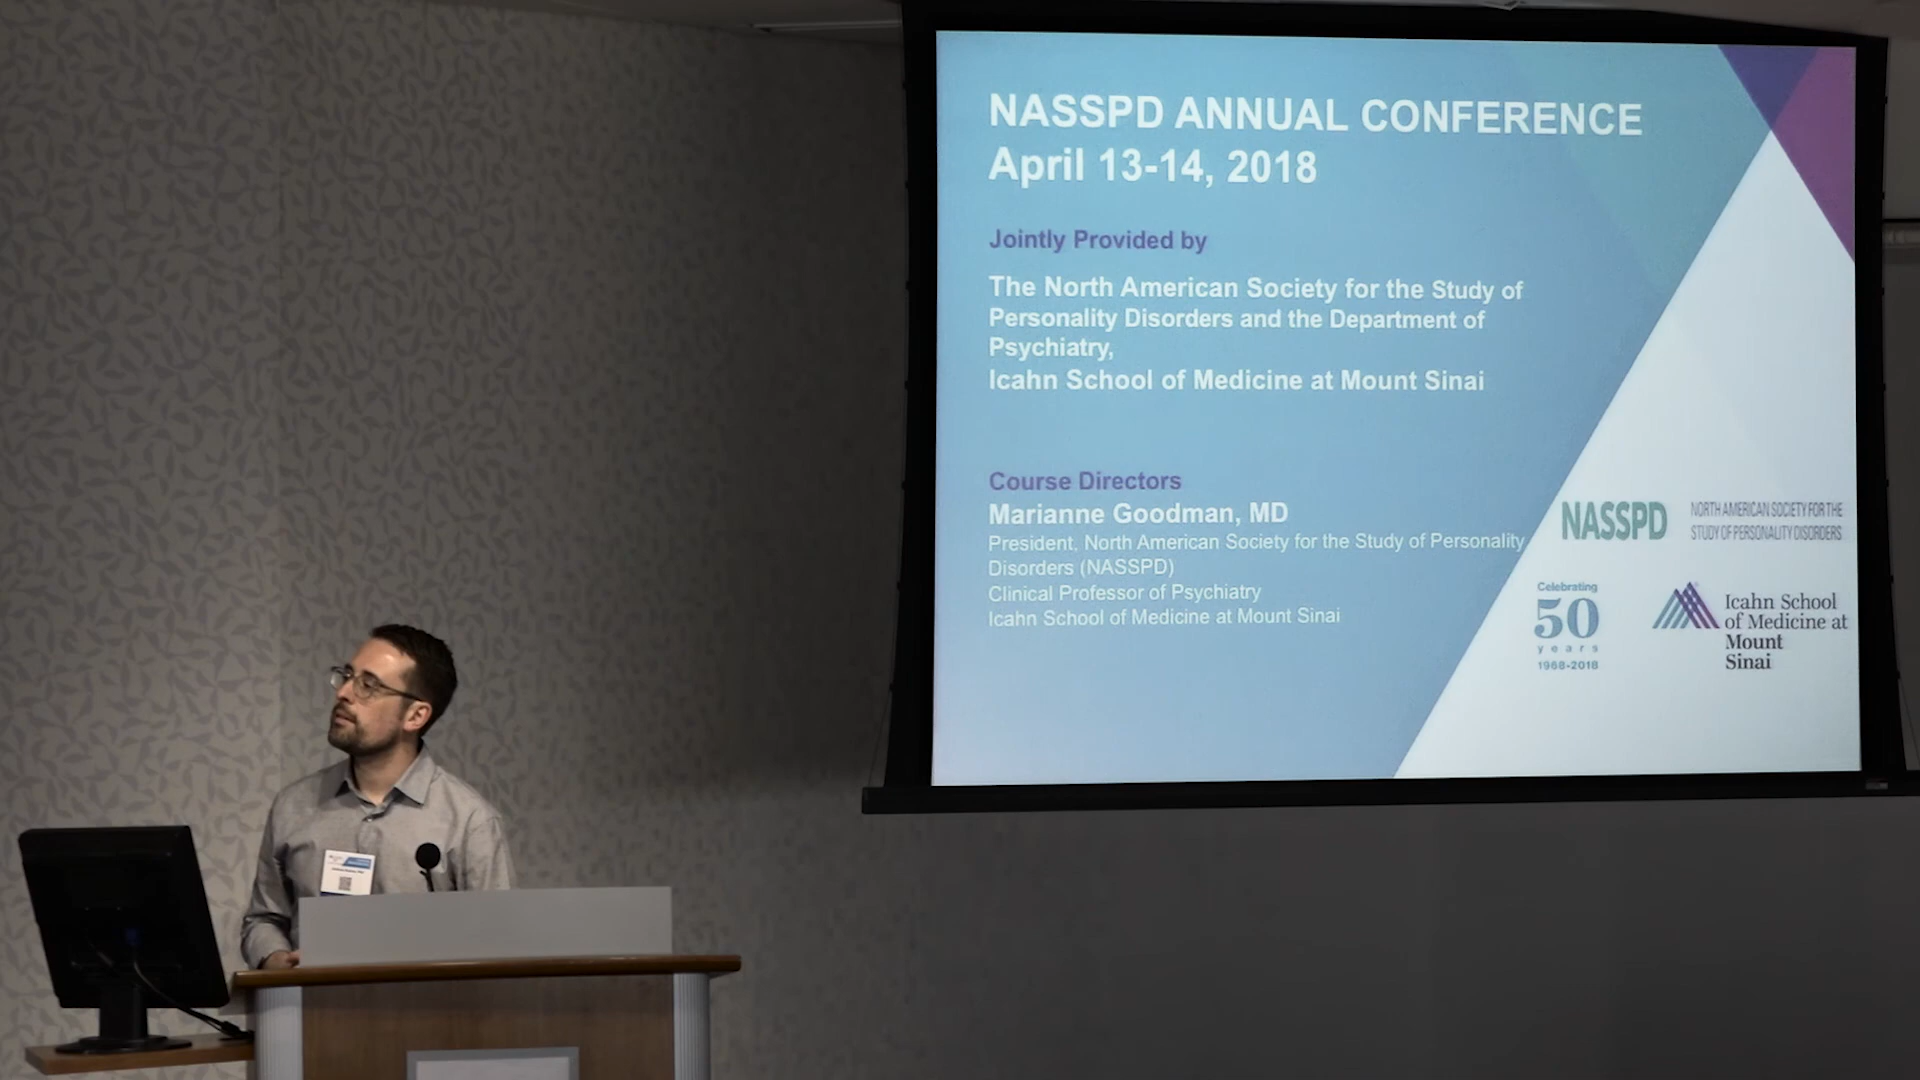 NASSPD ANNUAL CONFERENCE
April 13-14, 2018
Jointly Provided by
The North American Society for the Study of
Personality Disorders and the Department of
Psychiatry,
Icahn School of Medicine at Mount Sinai
Course Directors
Marianne Goodman, MD
President, North American Society for the Study of Personality
Disorders (NASSPD)
Clinical Professor of Psychiatry
Icahn School of Medicine at Mount Sinai
NASSPD
NORTH AMERICAN SOCIETY FOR THE
STUDY OF PERSONALITY DISORDERS
Celebrating
50
years
1968-2018
Icahn School
of Medicine at
Mount
Sinai